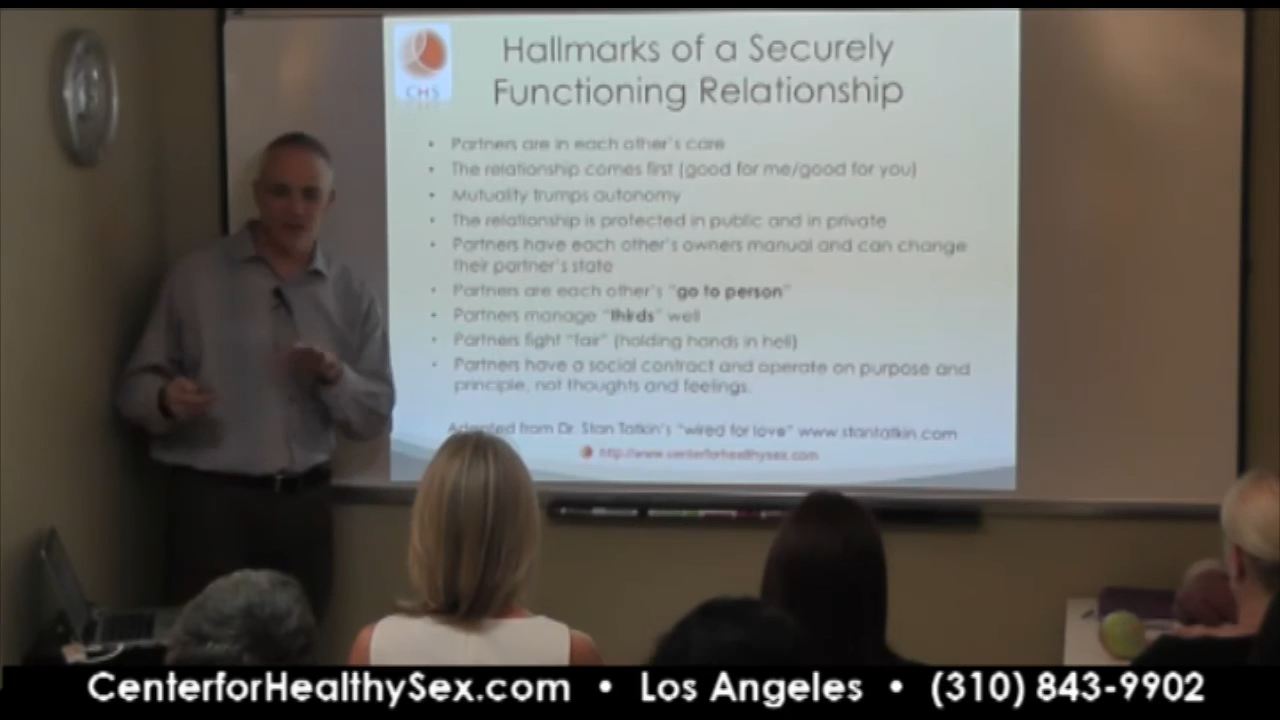 CHS
Hallmarks of a Securely
Functioning Relationship
• Partners are in each other's care
• The relationship comes first (good for me/good for you)
• Mutuality trumps autonomy
• The relationship is protected in public and in private
• Partners have each other's owners manual and can change
their partner's state
• Partners are each other's "go to person"
• Partners manage "thirds" well
• Partners fight "fair" (holding hands in hell)
• Partners have a social contract and operate on purpose and
principle, not thoughts and feelings.
Adapted from Dr. Stan Tatkin's "wired for love" www.stantatkin.com
http://www.centerforhealthysex.com
CenterforHealthySex.com • Los Angeles • (310) 843-9902